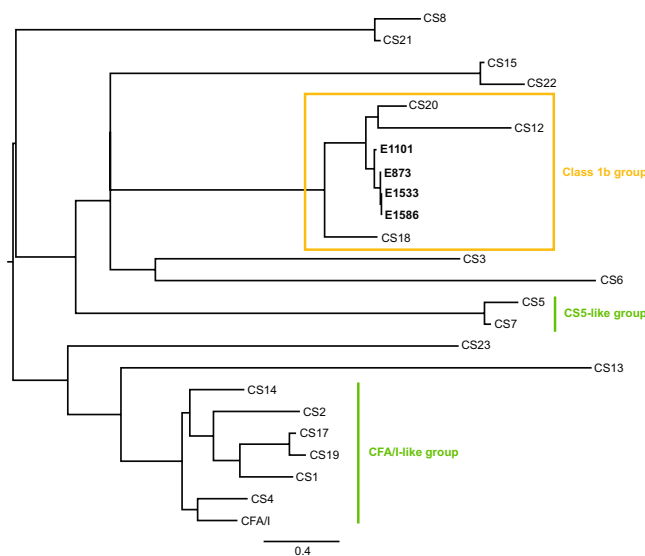 CS8
CS21
CS15
CS22
CS20
CS12
E1101
E873
Class 1b group
E1533
E1586
CS18
CS3
CS6
CS5
CS5-like group
CS7
CS23
CS13
CS14
CS2
CS17
CFA/I-like group
CS19
CS1
CS4
CFA/I
0.4